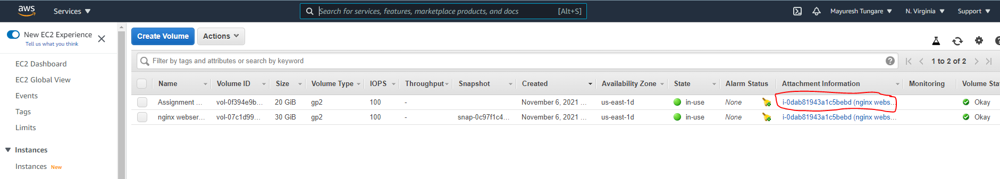 aws Services Search for services, features, marketplace products, and docs [Alt+S] Mayuresh Tungare N. Virginia Support
New EC2 Experience
Tell us what you think
EC2 Dashboard
EC2 Global View
Events
Tags
Limits
Instances
Instances New
Create Volume Actions
Filter by tags and attributes or search by keyword 1 to 2 of 2
Name Volume ID Size Volume Type IOPS Throughput Snapshot Created Availability Zone State Alarm Status Attachment Information Monitoring Volume Sta
Assignment ... vol-0f394e9b... 20 GiB gp2 100 - November 6, 2021 ... us-east-1d in-use None i-0dab81943a1c5bebd (nginx webs... Okay
nginx webser... vol-07c1d99... 30 GiB gp2 100 - snap-0c97f1c4... November 6, 2021 ... us-east-1d in-use None i-0dab81943a1c5bebd (nginx webs... Okay